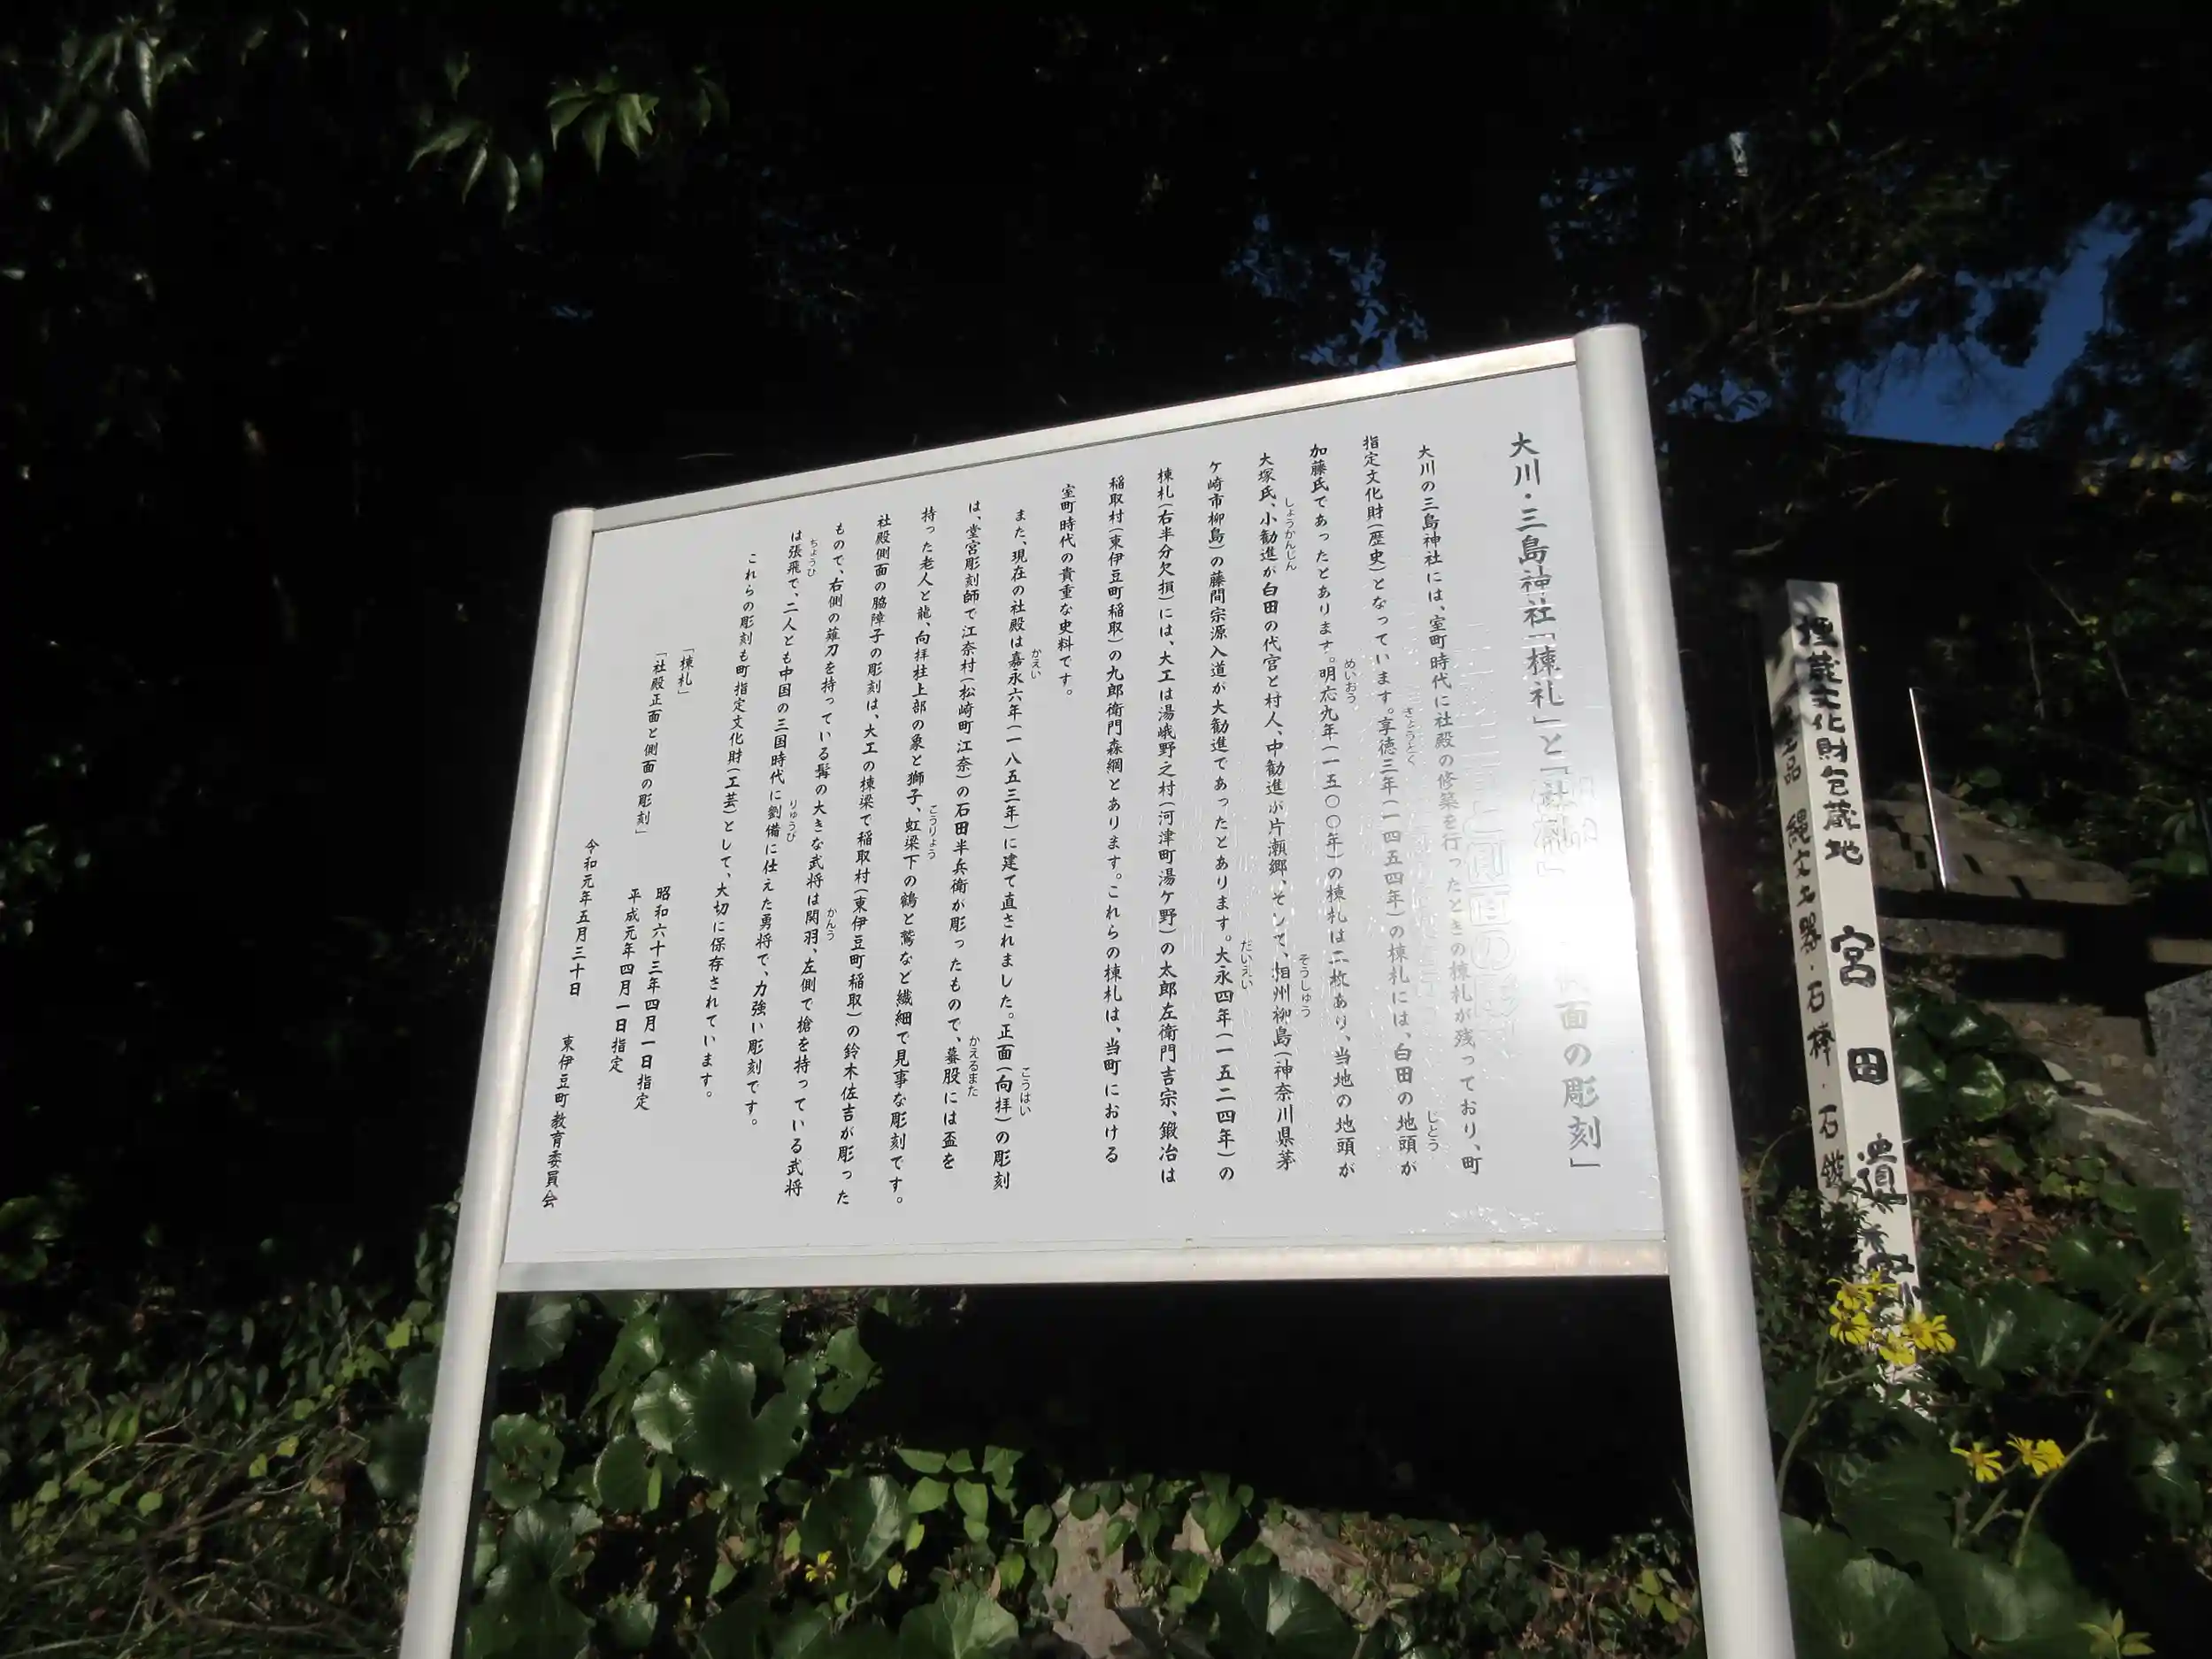 大川・三島神社「棟札」と「社殿
面の彫刻」
大川の三島神社には、室町時代に社殿の修築を行ったときの棟札が残っており、町
指定文化財(歴史)となっています。享徳三年(一四五四年)の棟札には、白田の地頭が
加藤氏であったとあります。明応九年(一五〇〇年)の棟札は二枚あり、当地の地頭が
大塚氏、小勧進が白田の代官と村人、中勧進が片瀬郷、そして、相州柳島(神奈川県茅
ケ崎市柳島)の藤間宗源入道が大勧進であったとあります。大永四年(一五二四年)の
棟札(右半分欠損)には、大工は湯峨野之村(河津町湯ケ野)の太郎左衛門吉宗、鍛冶は
稲取村(東伊豆町稲取)の九郎衛門森綱とあります。これらの棟札は、当町における
室町時代の貴重な史料です。
また、現在の社殿は嘉永六年(一八五三年)に建て直されました。正面(向拝)の彫刻
は、堂宮彫刻師で江奈村(松崎町江奈)の石田半兵衛が彫ったもので、蟇股には盃を
持った老人と龍、向拝柱上部の象と獅子、虹梁下の鶴と鷲など繊細で見事な彫刻です。
社殿側面の脇障子の彫刻は、大工の棟梁で稲取村(東伊豆町稲取)の鈴木佐吉が彫った
もので、右側の薙刀を持っている髯の大きな武将は関羽、左側で槍を持っている武将
は張飛で、二人とも中国の三国時代に劉備に仕えた勇将で、力強い彫刻です。
これらの彫刻も町指定文化財(工芸)として、大切に保存されています。
「棟札」 昭和六十三年四月一日指定
「社殿正面と側面の彫刻」 平成元年四月一日指定
令和元年五月三十日 東伊豆町教育委員会
埋蔵文化財包蔵地 宮田遺
土品 縄文土器・石棒・石鏃